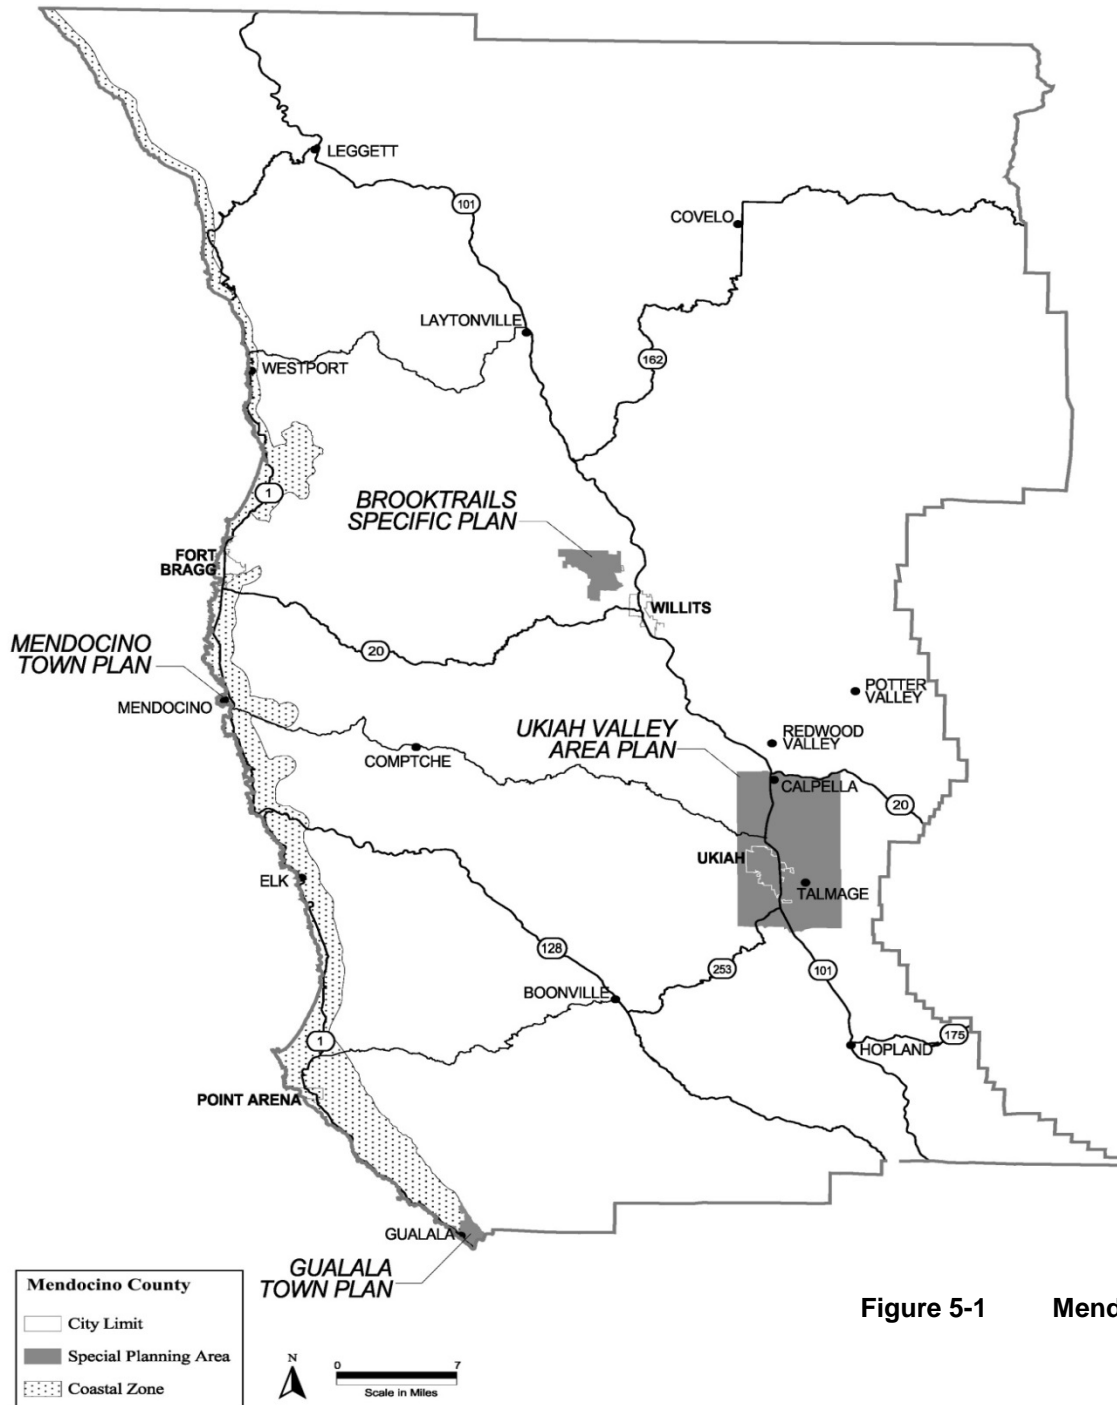 LEGGETT
101
COVELO
LAYTONVILLE
162
WESTPORT
1
BROOKTRAILS
SPECIFIC PLAN
FORT
BRAGG
WILLITS
20
MENDOCINO
TOWN PLAN
MENDOCINO
POTTER
VALLEY
UKIAH VALLEY
AREA PLAN
REDWOOD
VALLEY
COMPTCHE
CALPELLA
20
UKIAH
ELK
TALMAGE
128
253
101
BOONVILLE
1
175
HOPLAND
POINT ARENA
GUALALA
GUALALA
TOWN PLAN
Mendocino County
City Limit
Special Planning Area
Coastal Zone
N
0 7
Scale in Miles
Figure 5-1 Mend